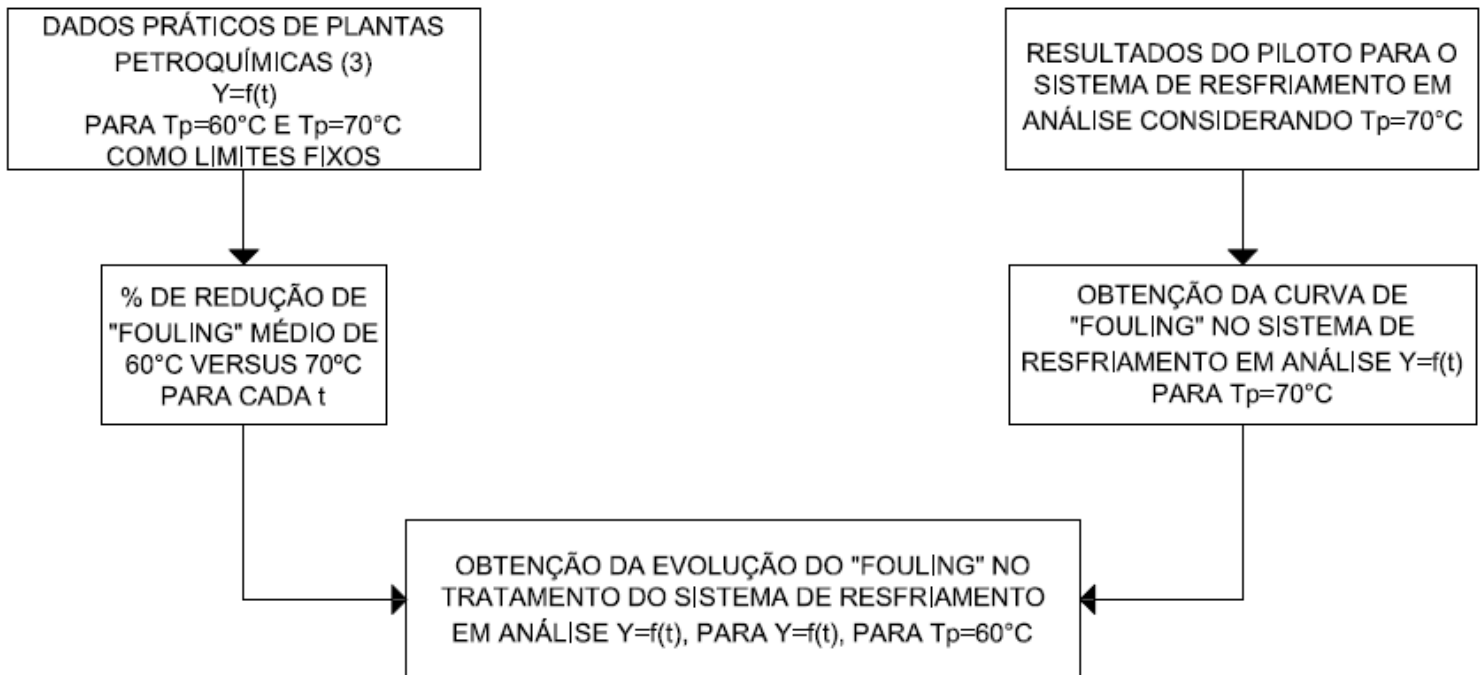 DADOS PRÁTICOS DE PLANTAS
PETROQUÍMICAS (3)
Y=f(t)
PARA Tp=60°C E Tp=70°C
COMO LIMITES FIXOS
RESULTADOS DO PILOTO PARA O
SISTEMA DE RESFRIAMENTO EM
ANÁLISE CONSIDERANDO Tp=70°C
% DE REDUÇÃO DE
"FOULING" MÉDIO DE
60°C VERSUS 70ºC
PARA CADA t
OBTENÇÃO DA CURVA DE
"FOULING" NO SISTEMA DE
RESFRIAMENTO EM ANÁLISE Y=f(t)
PARA Tp=70°C
OBTENÇÃO DA EVOLUÇÃO DO "FOULING" NO
TRATAMENTO DO SISTEMA DE RESFRIAMENTO
EM ANÁLISE Y=f(t), PARA Y=f(t), PARA Tp=60°C